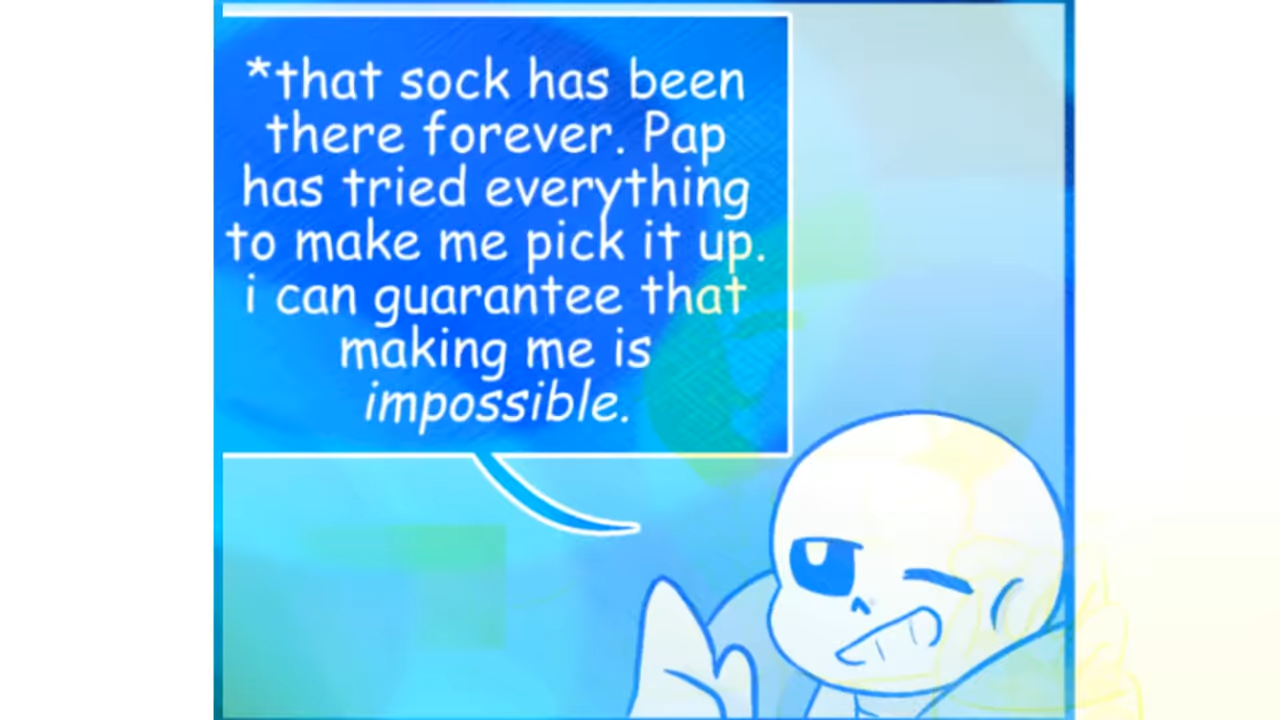 *that sock has been
there forever. Pap
has tried everything
to make me pick it up.
i can guarantee that
making me is
impossible.